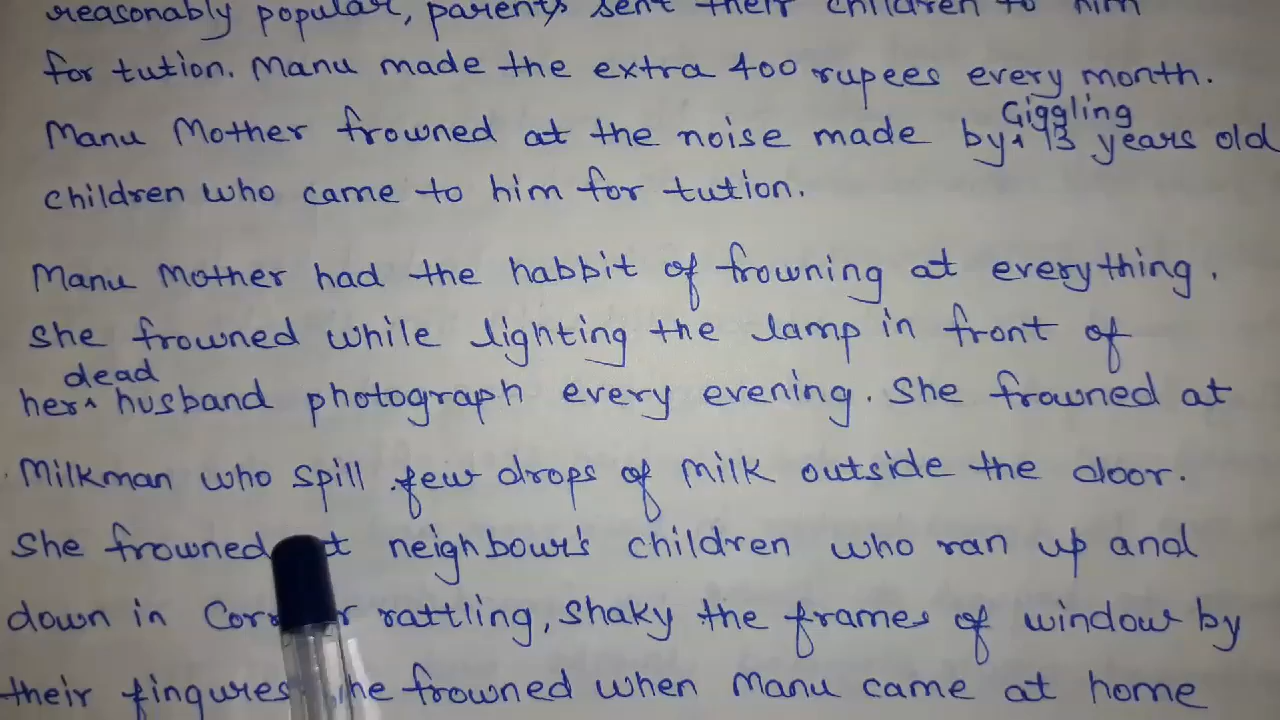 reasonably popular, parents sent their children to him
for tution. Manu made the extra 400 rupees every month.
Manu Mother frowned at the noise made by Giggling 13 years old
children who came to him for tution.
Manu Mother had the habbit of frowning at everything.
She frowned while lighting the lamp in front of
her dead husband photograph every evening. She frowned at
Milkman who spill few drops of milk outside the door.
She frowned neighbour's children who ran up and
down in rattling, shaky the frames of window by
their fingures frowned when Manu came at home